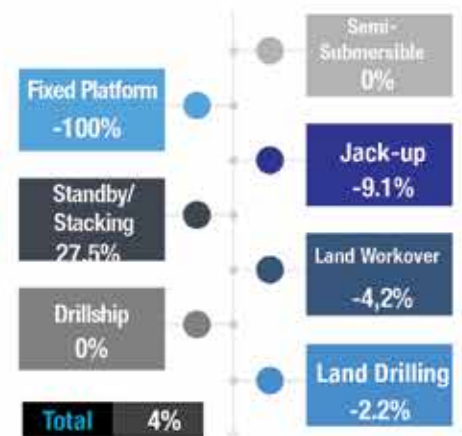 Semi-
Submersible
0%
Fixed Platform
-100%
Jack-up
-9.1%
Standby/
Stacking
27.5%
Land Workover
-4,2%
Drillship
0%
Land Drilling
-2.2%
Total 4%